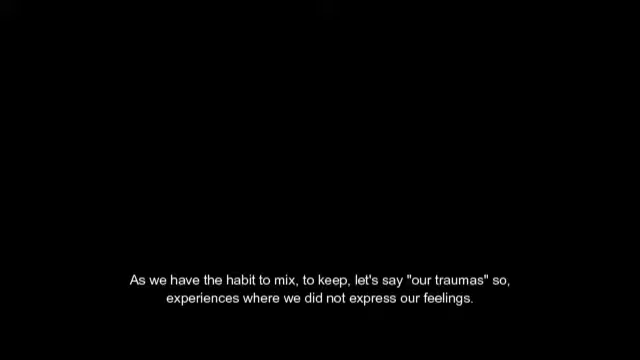 As we have the habit to mix, to keep, let's say "our traumas" so,
experiences where we did not express our feelings.